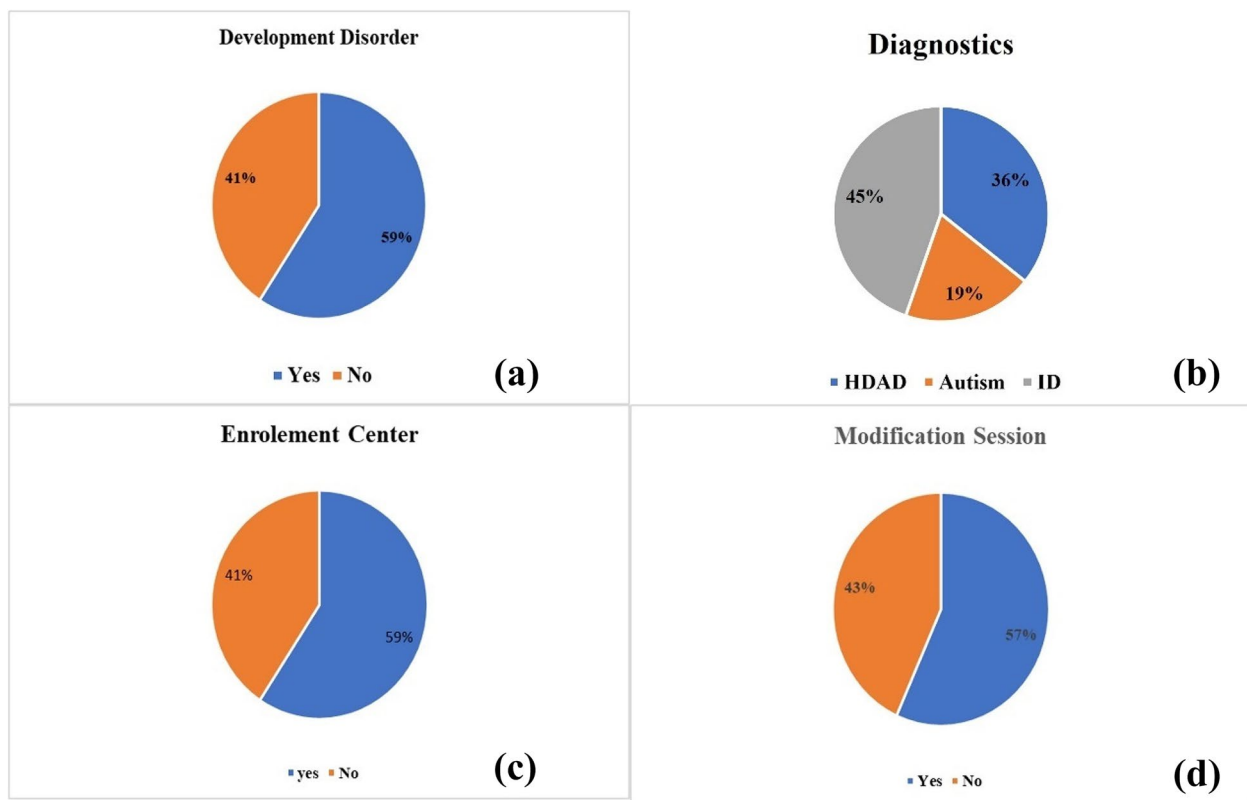 Development Disorder
41%
59%
Yes No
(a)
Diagnostics
36%
45%
19%
HDAD Autism ID
(b)
Enrolement Center
41%
59%
yes No
(c)
Modification Session
43%
57%
Yes No
(d)